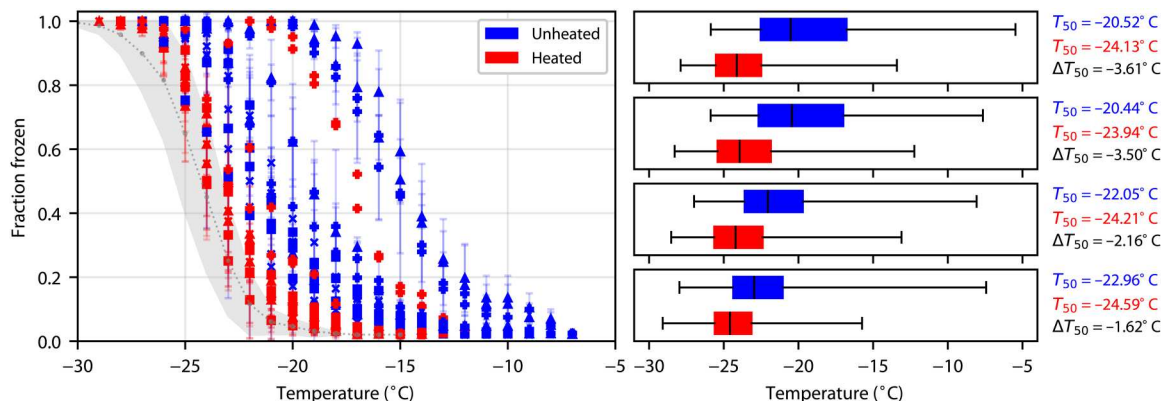 1.0
0.8
0.6
0.4
0.2
0.0
Fraction frozen
−30
−25
−20
−15
−10
−5
Temperature (°C)
Unheated
Heated
T50 = −20.52° C
T50 = −24.13° C
ΔT50 = −3.61° C
T50 = −20.44° C
T50 = −23.94° C
ΔT50 = −3.50° C
T50 = −22.05° C
T50 = −24.21° C
ΔT50 = −2.16° C
T50 = −22.96° C
T50 = −24.59° C
ΔT50 = −1.62° C
−30
−25
−20
−15
−10
−5
Temperature (°C)